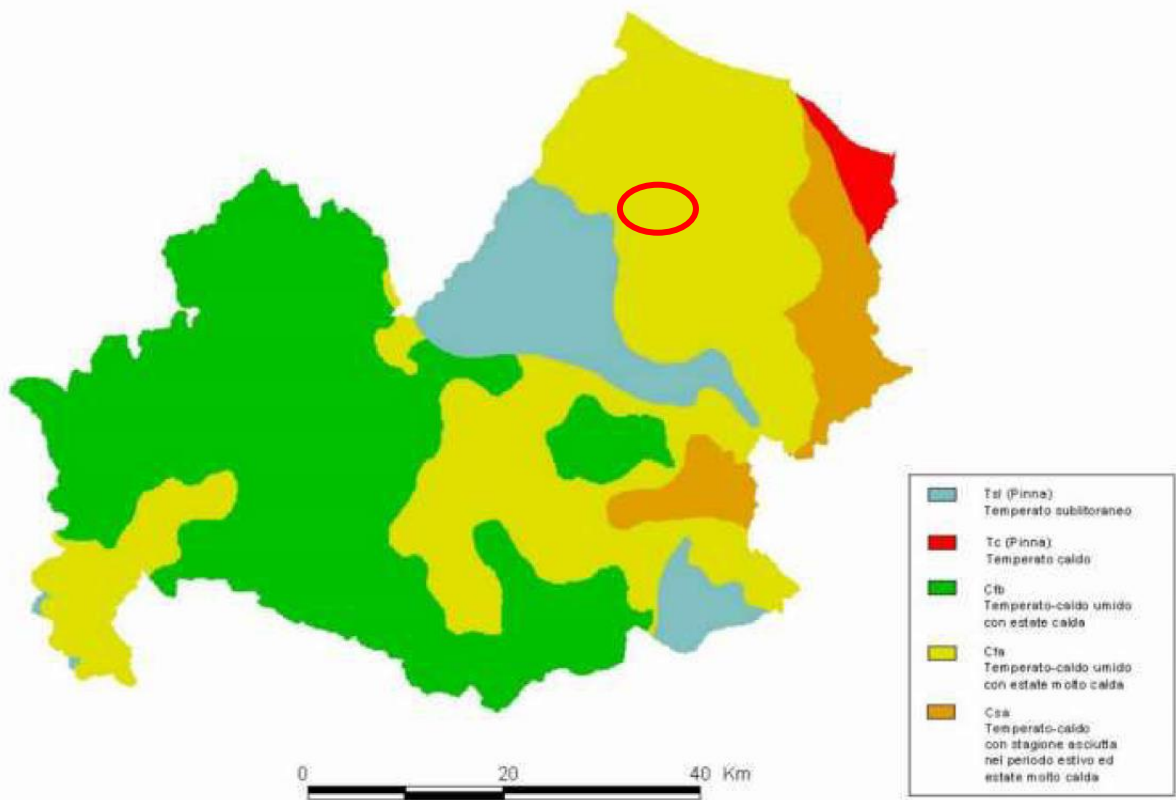 Tsl (Pinna)
Temperato sublitoraneo
Tc (Pinna)
Temperato caldo
Cfb
Temperato-caldo umido
con estate calda
Cfa
Temperato-caldo umido
con estate molto calda
Csa
Temperato-caldo
con stagione asciutta
nel periodo estivo ed
estate molto calda
0 20 40 Km